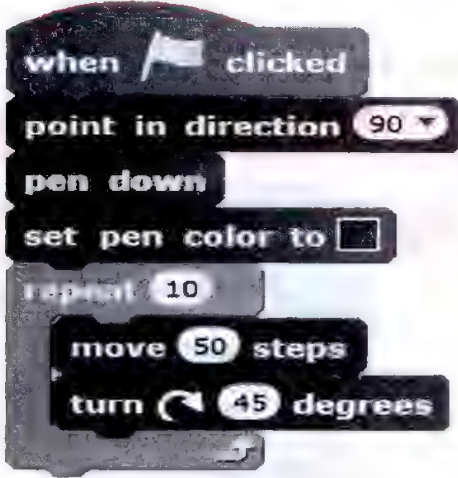 when clicked
point in direction 90
pen down
set pen color to
repeat 10
move 50 steps
turn 45 degrees